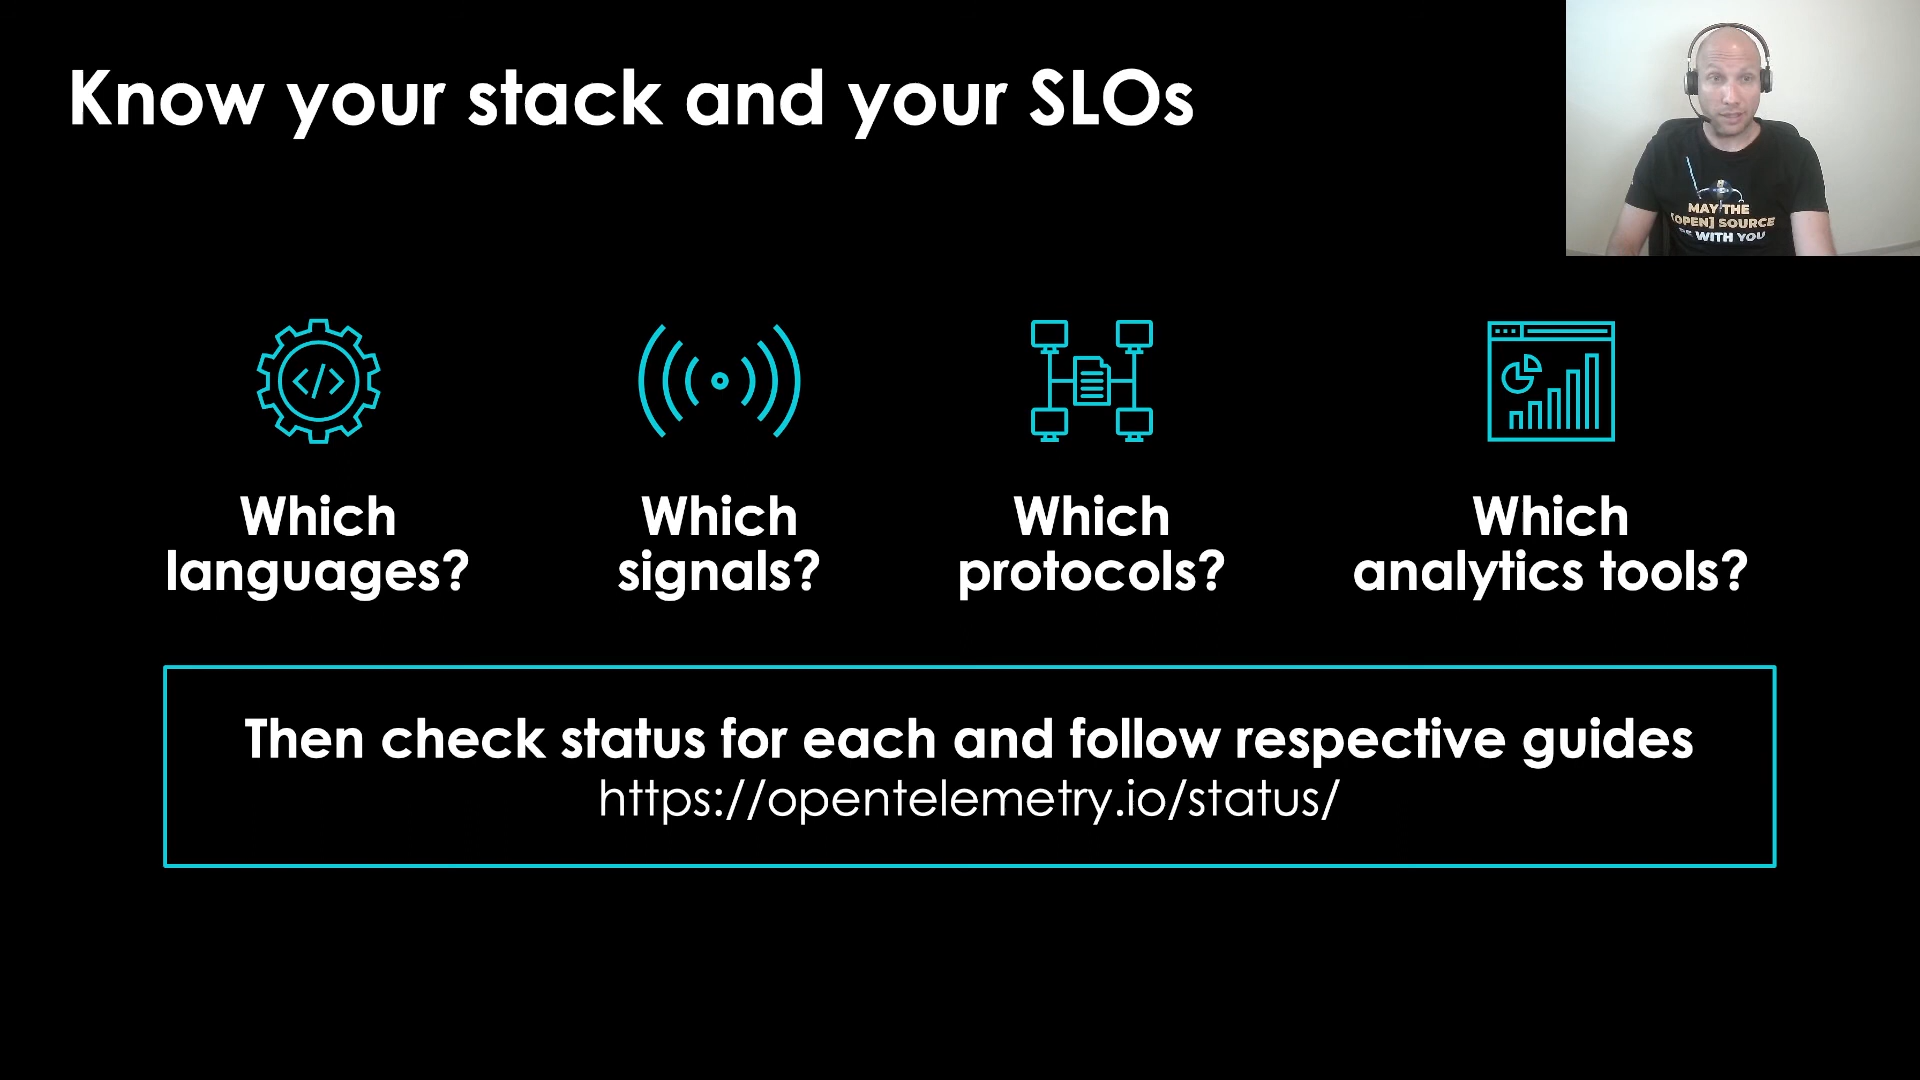 Know your stack and your SLOs
MAY THE
[OPEN] SOURCE
BE WITH YOU
Which
languages?
Which
signals?
Which
protocols?
Which
analytics tools?
Then check status for each and follow respective guides
https://opentelemetry.io/status/